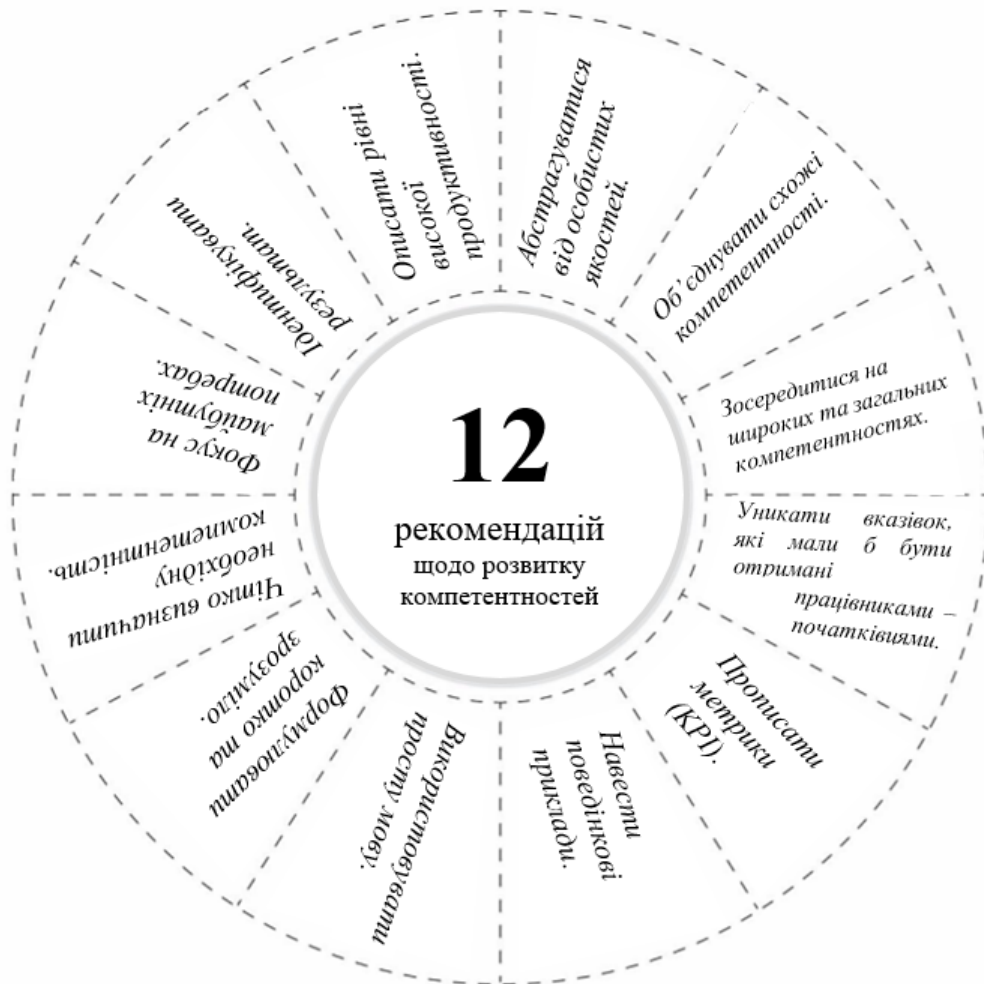 12
рекомендацій
щодо розвитку
компетентностей
Абстрагуватися
від особистих
якостей.
Об’єднувати схожі
компетентності.
Зосередитися на
широких та загальних
компетентностях.
Уникати вказівок,
які мали б бути
отримані
працівниками –
початківцями.
Прописати
метрики
(KPI).
Навести
поведінкові
приклади.
Використовувати
просту мову.
Формулювати
коротко та
зрозуміло.
Чітко визначити
необхідну
компетентність.
Фокус на
майбутніх
потребах.
Ідентифікувати
результат.
Описати рівні
високої
продуктивності.